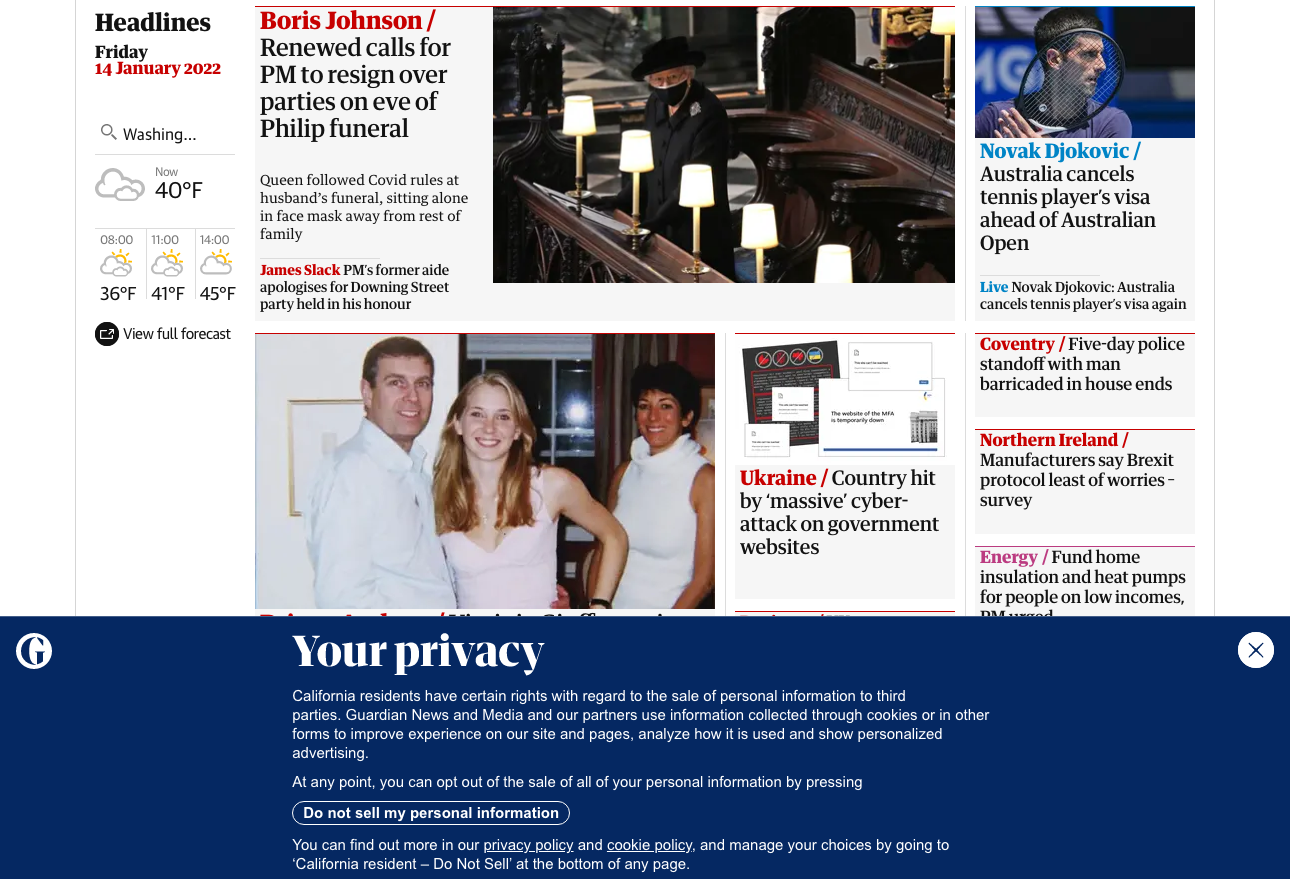 Headlines
Friday
14 January 2022
Washing...
Now
40°F
08:00
36°F
11:00
41°F
14:00
45°F
View full forecast
Boris Johnson /
Renewed calls for
PM to resign over
parties on eve of
Philip funeral
Queen followed Covid rules at
husband’s funeral, sitting alone
in face mask away from rest of
family
James Slack PM’s former aide
apologises for Downing Street
party held in his honour
Novak Djokovic /
Australia cancels
tennis player’s visa
ahead of Australian
Open
Live Novak Djokovic: Australia
cancels tennis player’s visa again
The website of the MFA
is temporarily down
Ukraine / Country hit
by ‘massive’ cyber-
attack on government
websites
Coventry / Five-day police
standoff with man
barricaded in house ends
Northern Ireland /
Manufacturers say Brexit
protocol least of worries –
survey
Energy / Fund home
insulation and heat pumps
for people on low incomes,
PM urged
Your privacy
California residents have certain rights with regard to the sale of personal information to third
parties. Guardian News and Media and our partners use information collected through cookies or in other
forms to improve experience on our site and pages, analyze how it is used and show personalized
advertising.
At any point, you can opt out of the sale of all of your personal information by pressing
Do not sell my personal information
You can find out more in our privacy policy and cookie policy, and manage your choices by going to
‘California resident – Do Not Sell’ at the bottom of any page.